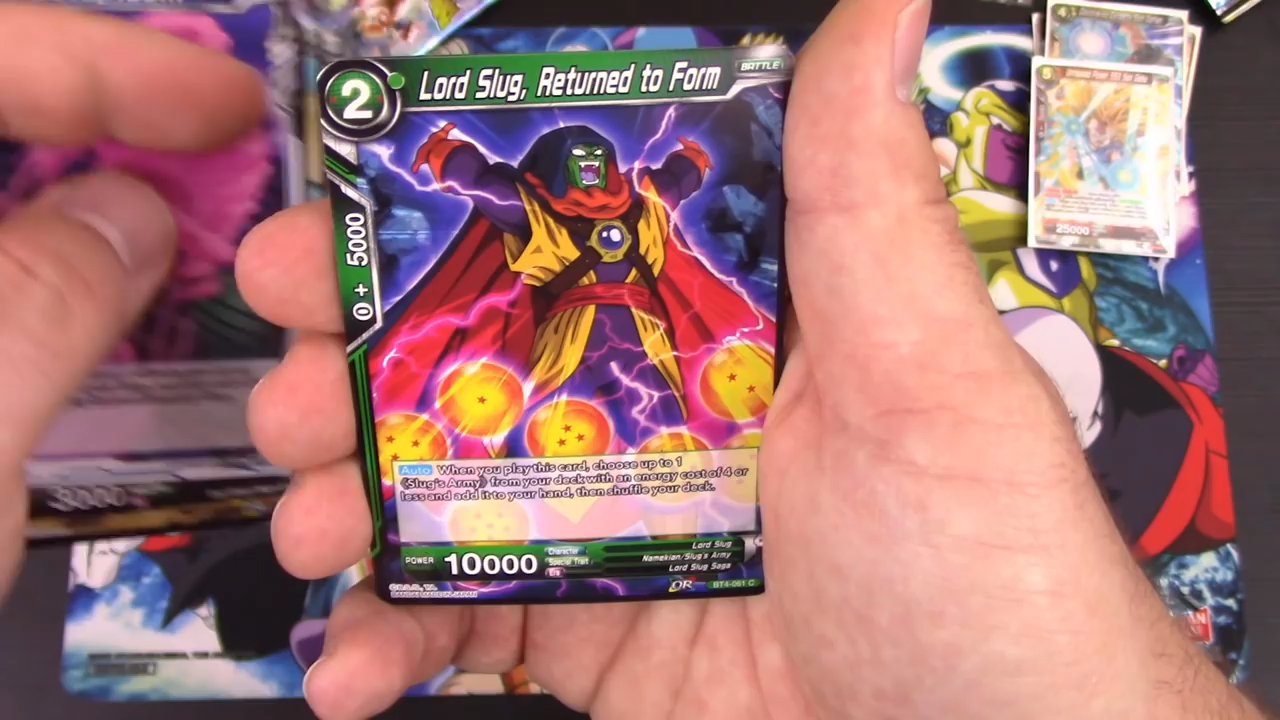 2
Lord Slug, Returned to Form
BATTLE
0 + 5000
Auto When you play this card, choose up to 1
《Slug's Army》 from your deck with an energy cost of 4 or
less and add it to your hand, then shuffle your deck.
POWER 10000
Character Lord Slug
Special Trait Namekian/Slug's Army
Era Lord Slug Saga
BT4-061 C
5
25000